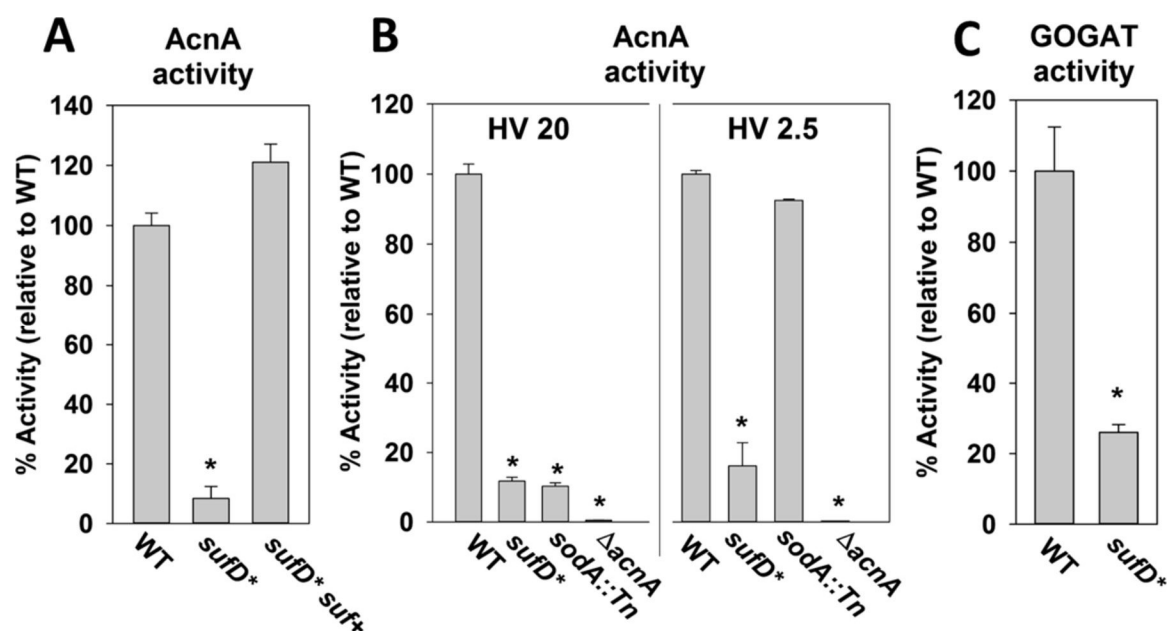 A
AcnA
activity
% Activity (relative to WT)
140
120
100
80
60
40
20
0
*
WT
sufD*
sufD* suf+
B
AcnA
activity
% Activity (relative to WT)
120
100
80
60
40
20
0
HV 20
*
*
*
WT
sufD*
sodA::Tn
ΔacnA
HV 2.5
*
*
WT
sufD*
sodA::Tn
ΔacnA
C
GOGAT
activity
% Activity (relative to WT)
120
100
80
60
40
20
0
*
WT
sufD*